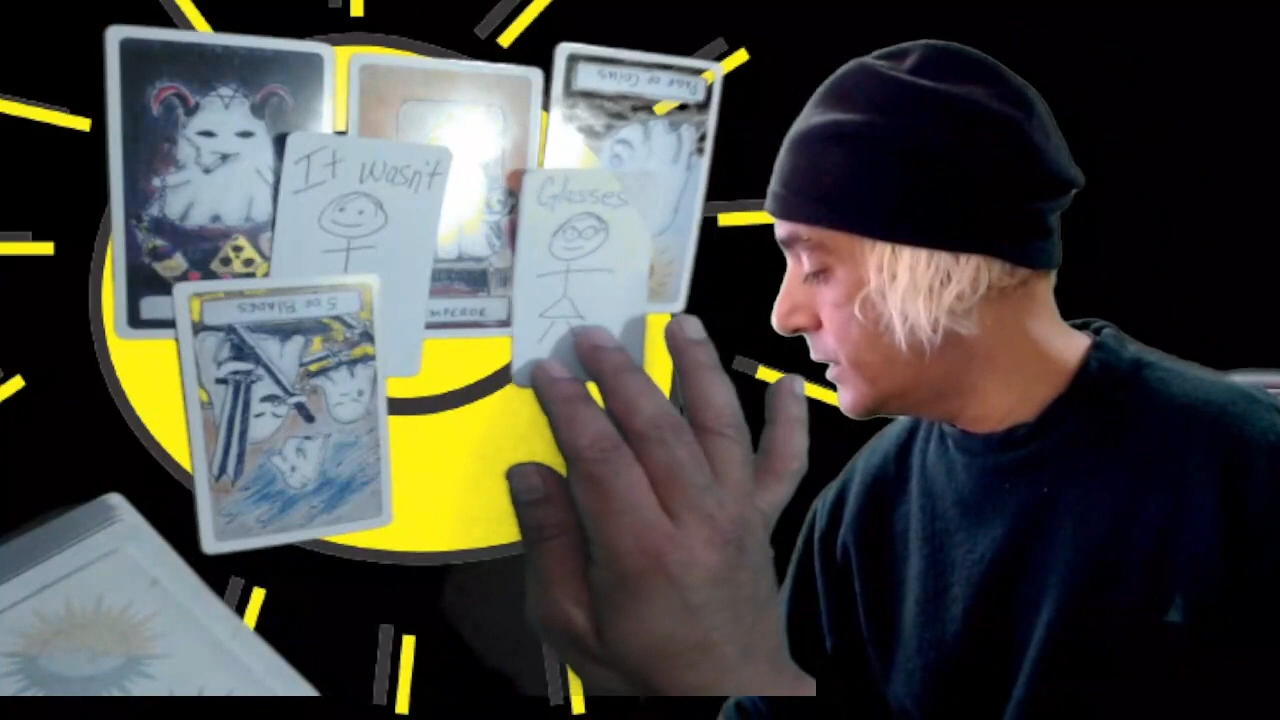 PAGE OF COINS
It wasn't
Glasses
5 OF BLADES
EMPEROR